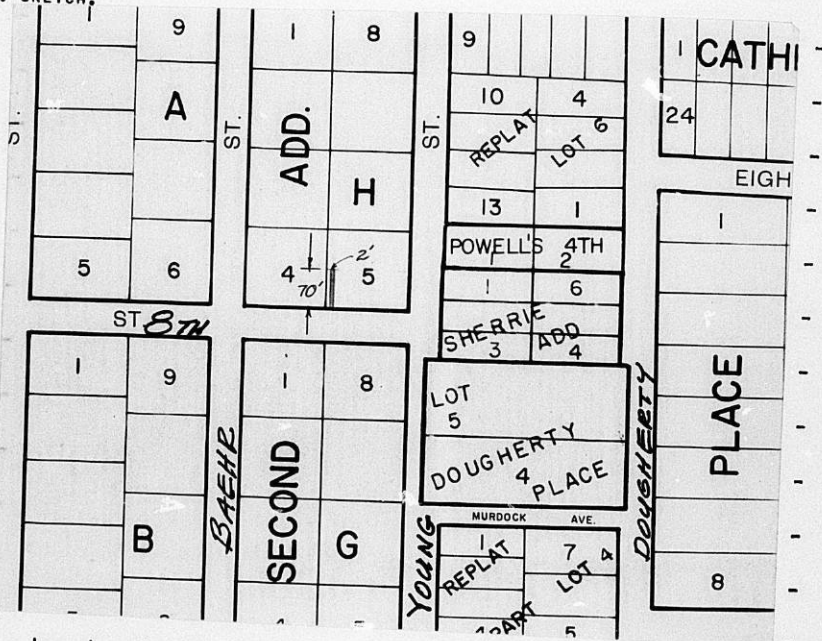 SKETCH.
1
9
A
5
6
ST.
ST.
1
8
ADD.
H
4
5
70'
2'
ST.
9
10
4
REPLAT
LOT 6
13
1
POWELL'S 4TH
1
2
1
6
SHERRIE ADD
3
4
1
CATHI
24
EIGH
1
PLACE
8
ST 8TH
1
9
B
BAEHR
1
8
SECOND
G
YOUNG
LOT
5
DOUGHERTY
4
PLACE
MURDOCK AVE.
1
7
REPLAT
LOT 4
PART
5
DOUGHERTY